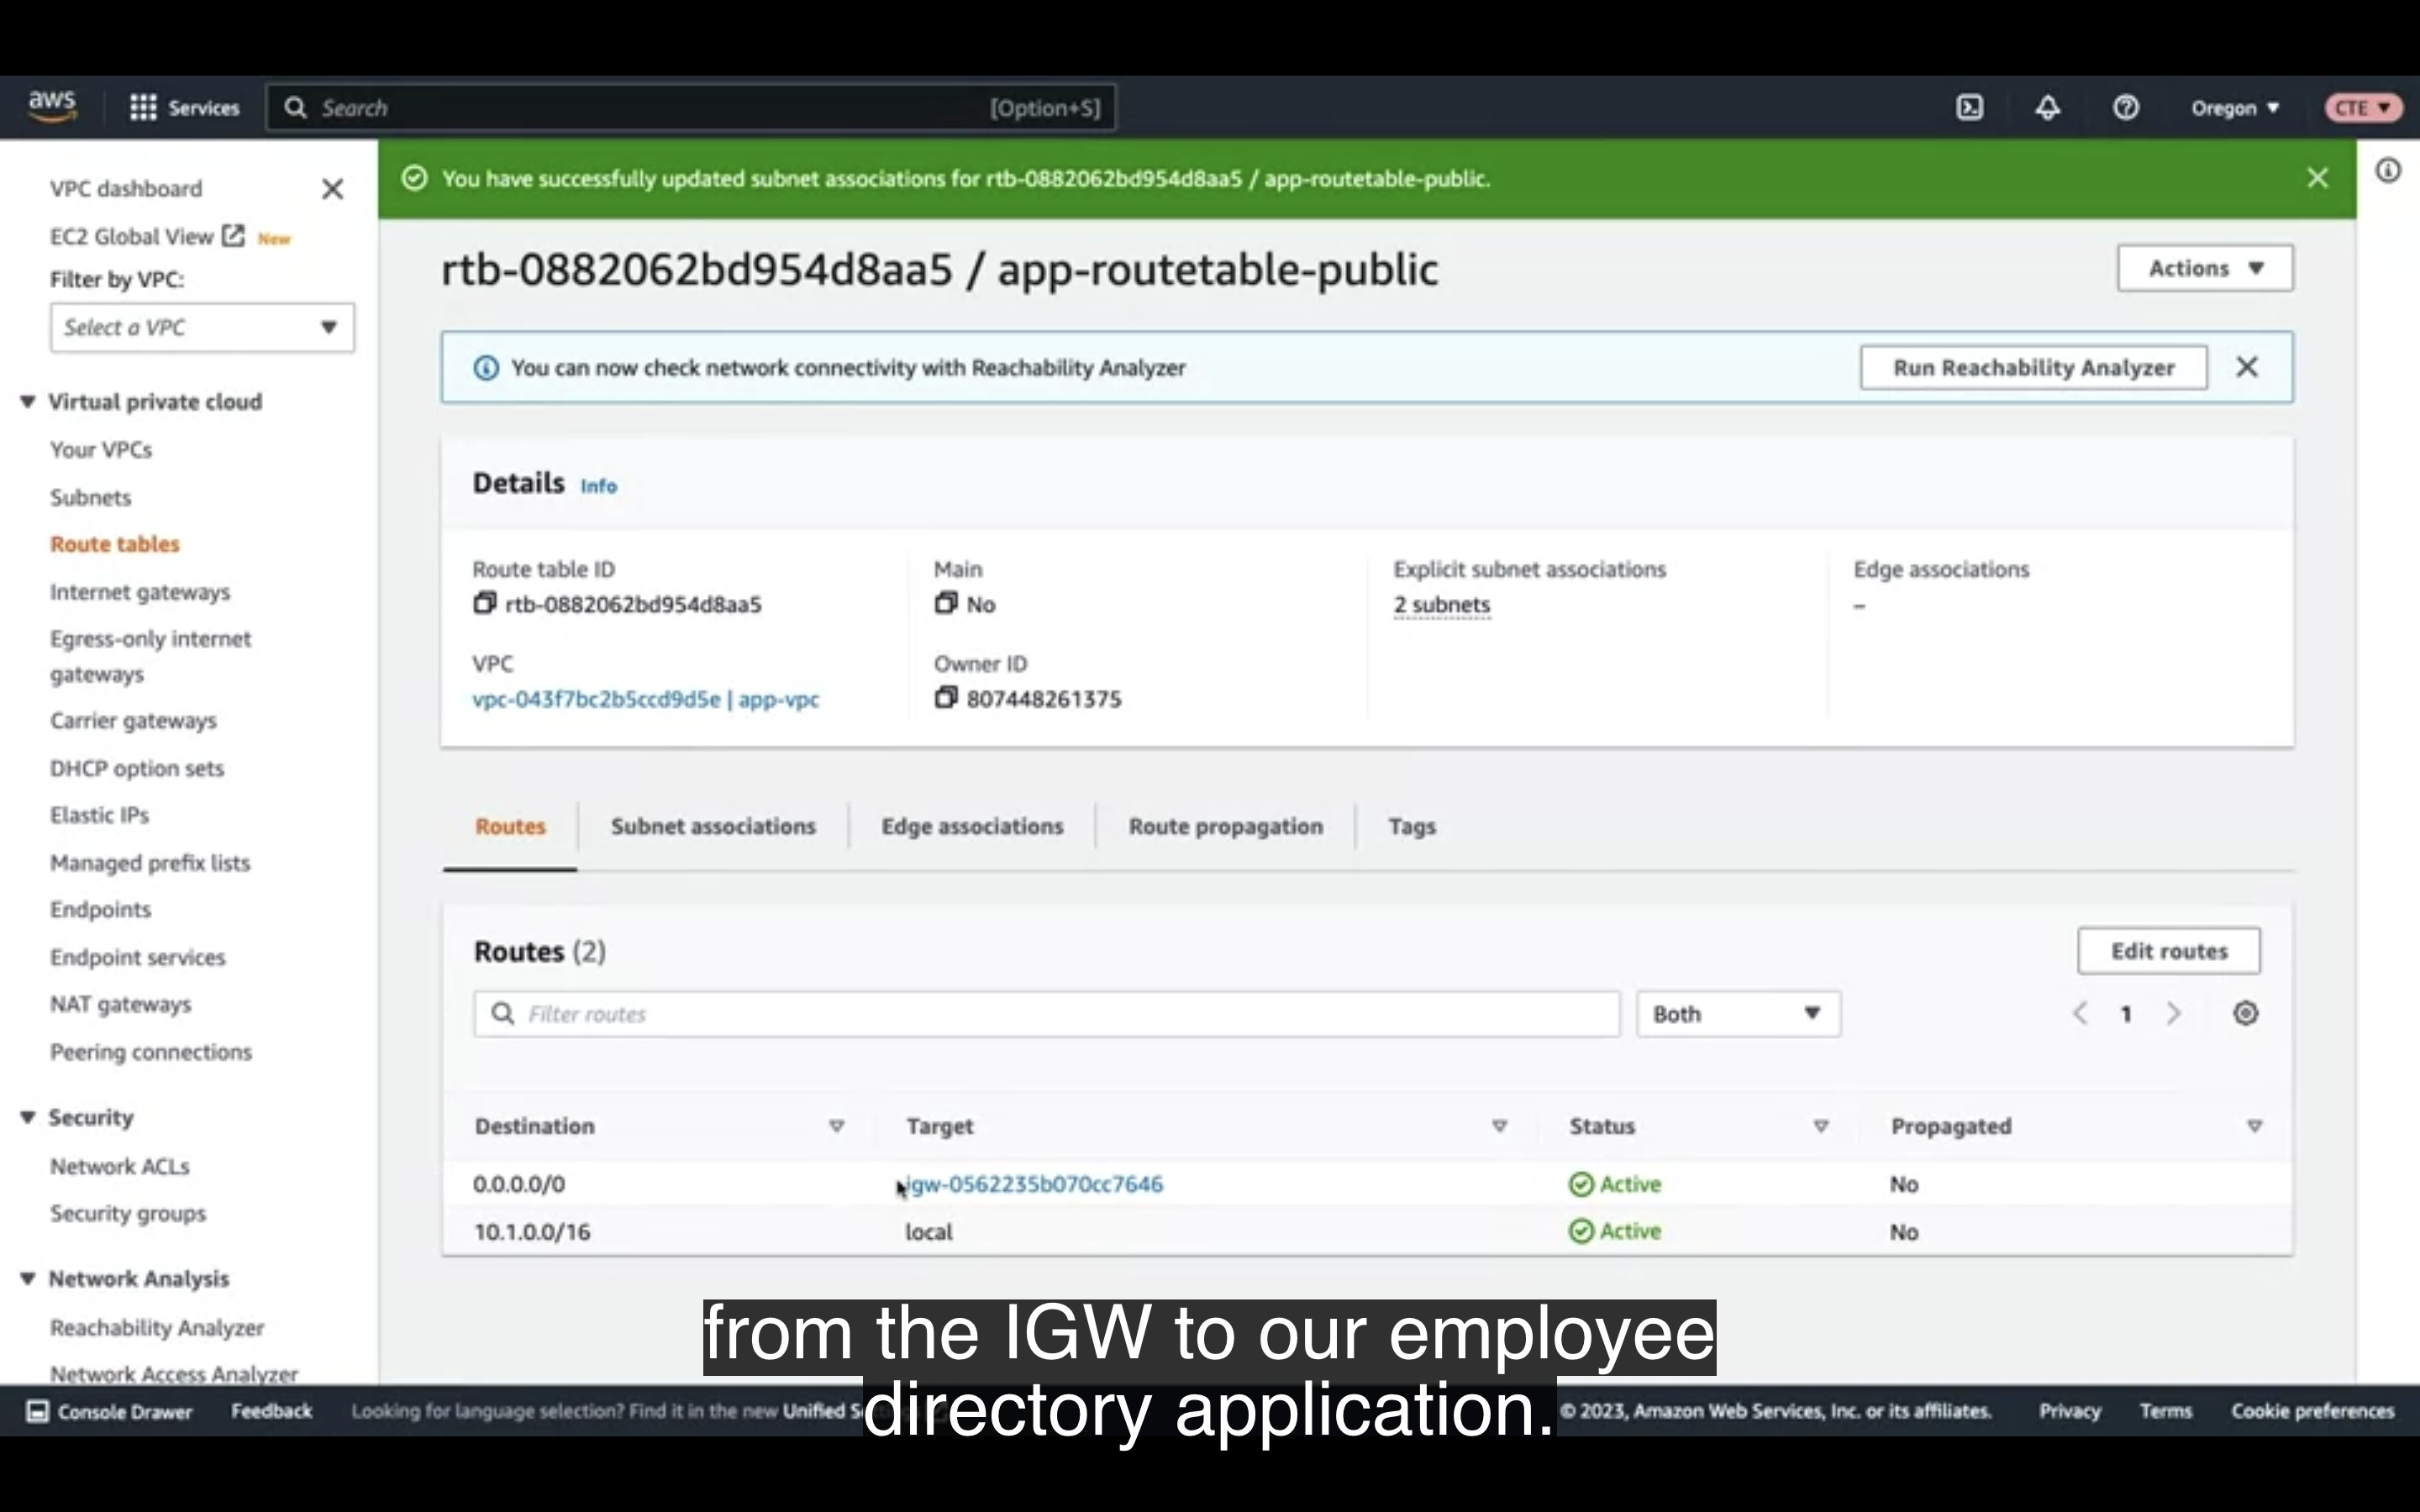 aws
Services
Search
[Option+S]
Oregon
CTE
VPC dashboard
EC2 Global View
New
Filter by VPC:
Select a VPC
Virtual private cloud
Your VPCs
Subnets
Route tables
Internet gateways
Egress-only internet
gateways
Carrier gateways
DHCP option sets
Elastic IPs
Managed prefix lists
Endpoints
Endpoint services
NAT gateways
Peering connections
Security
Network ACLs
Security groups
Network Analysis
Reachability Analyzer
Network Access Analyzer
You have successfully updated subnet associations for rtb-0882062bd954d8aa5 / app-routetable-public.
rtb-0882062bd954d8aa5 / app-routetable-public
Actions
You can now check network connectivity with Reachability Analyzer
Run Reachability Analyzer
Details Info
Route table ID
rtb-0882062bd954d8aa5
Main
No
Explicit subnet associations
2 subnets
Edge associations
–
VPC
vpc-043f7bc2b5ccd9d5e | app-vpc
Owner ID
807448261375
Routes
Subnet associations
Edge associations
Route propagation
Tags
Routes (2)
Edit routes
Filter routes
Both
1
Destination
Target
Status
Propagated
0.0.0.0/0
igw-0562235b070cc7646
Active
No
10.1.0.0/16
local
Active
No
from the IGW to our employee
directory application.
Console Drawer
Feedback
Looking for language selection? Find it in the new Unified
© 2023, Amazon Web Services, Inc. or its affiliates.
Privacy
Terms
Cookie preferences